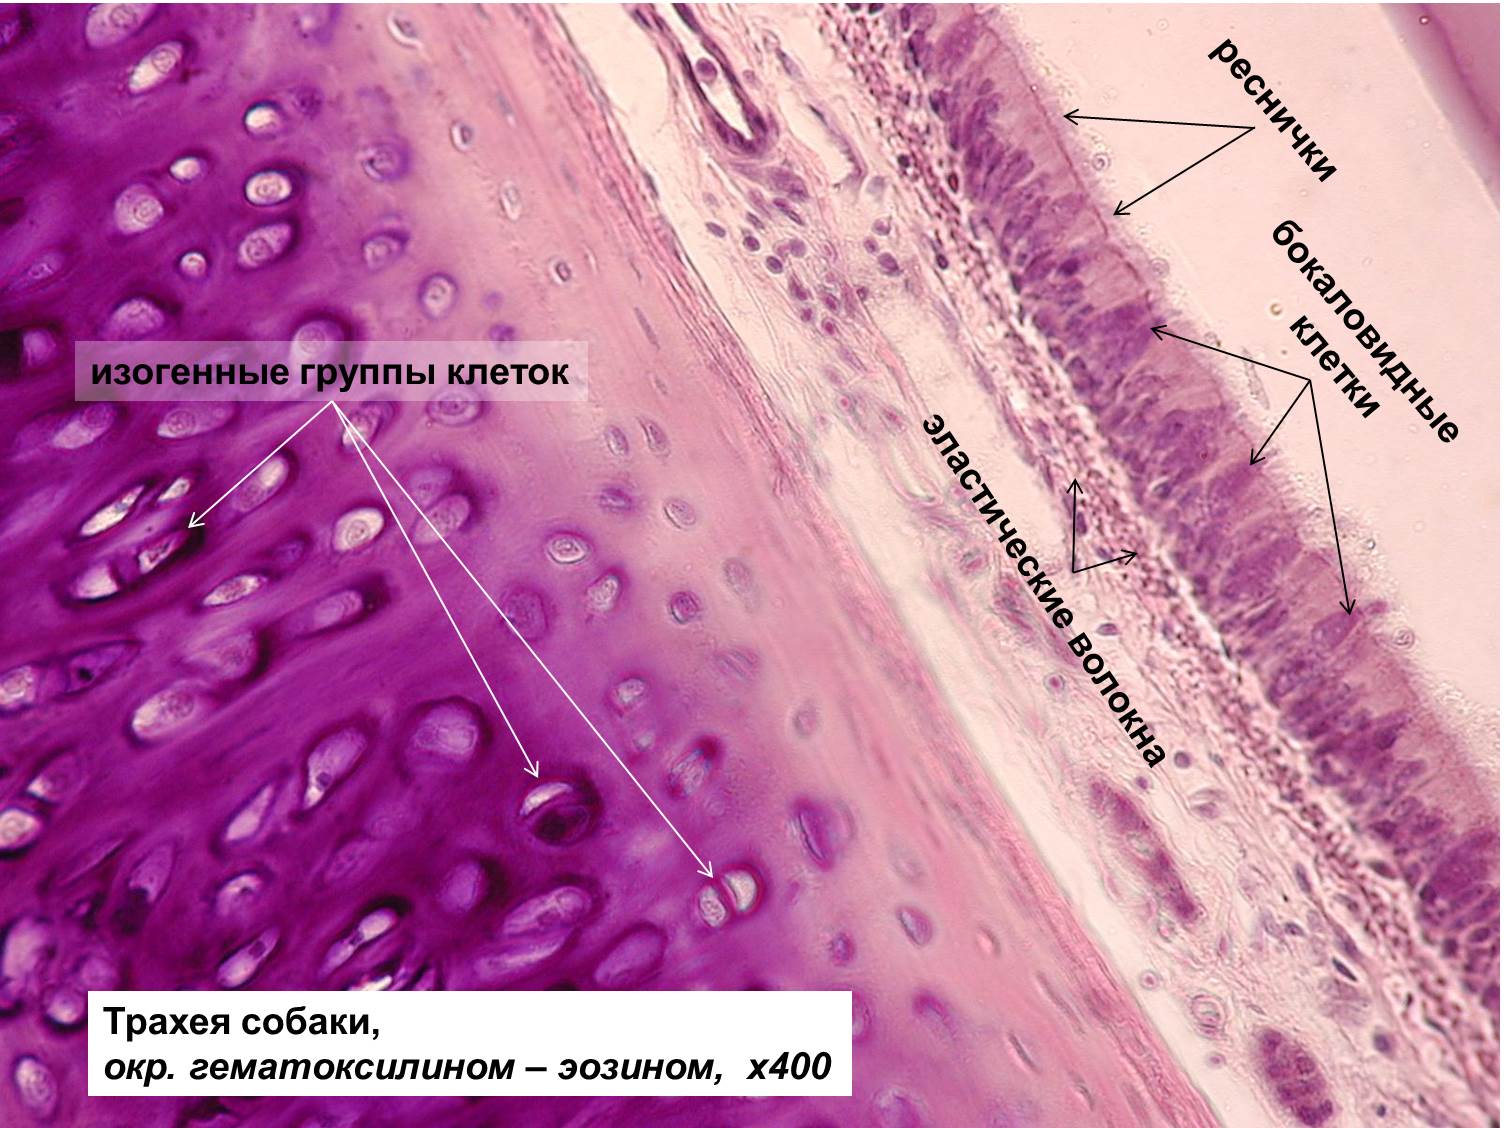 реснички
бокаловидные
клетки
изогенные группы клеток
эластические волокна
Трахея собаки,
окр. гематоксилином – эозином, х400